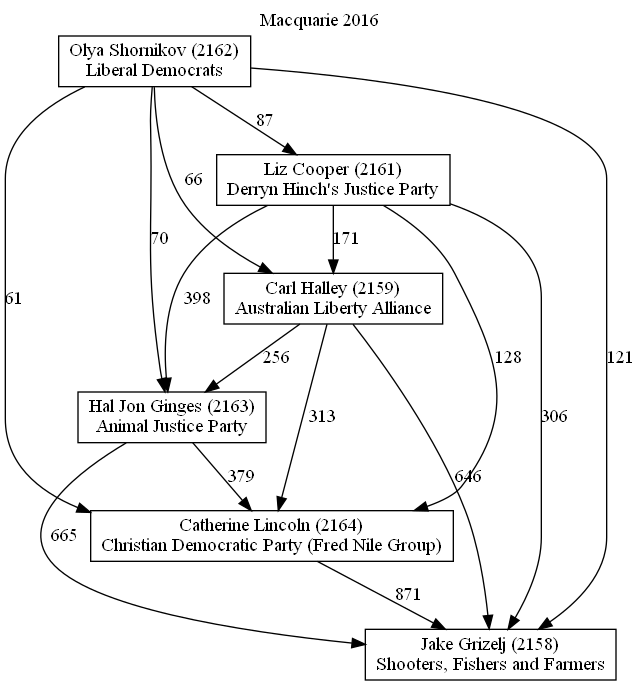 Macquarie 2016
Olya Shornikov (2162)
Liberal Democrats
87
Liz Cooper (2161)
Derryn Hinch's Justice Party
66
70
171
Carl Halley (2159)
Australian Liberty Alliance
61
398
256
128
121
Hal Jon Ginges (2163)
Animal Justice Party
313
306
379
646
Catherine Lincoln (2164)
Christian Democratic Party (Fred Nile Group)
665
871
Jake Grizelj (2158)
Shooters, Fishers and Farmers